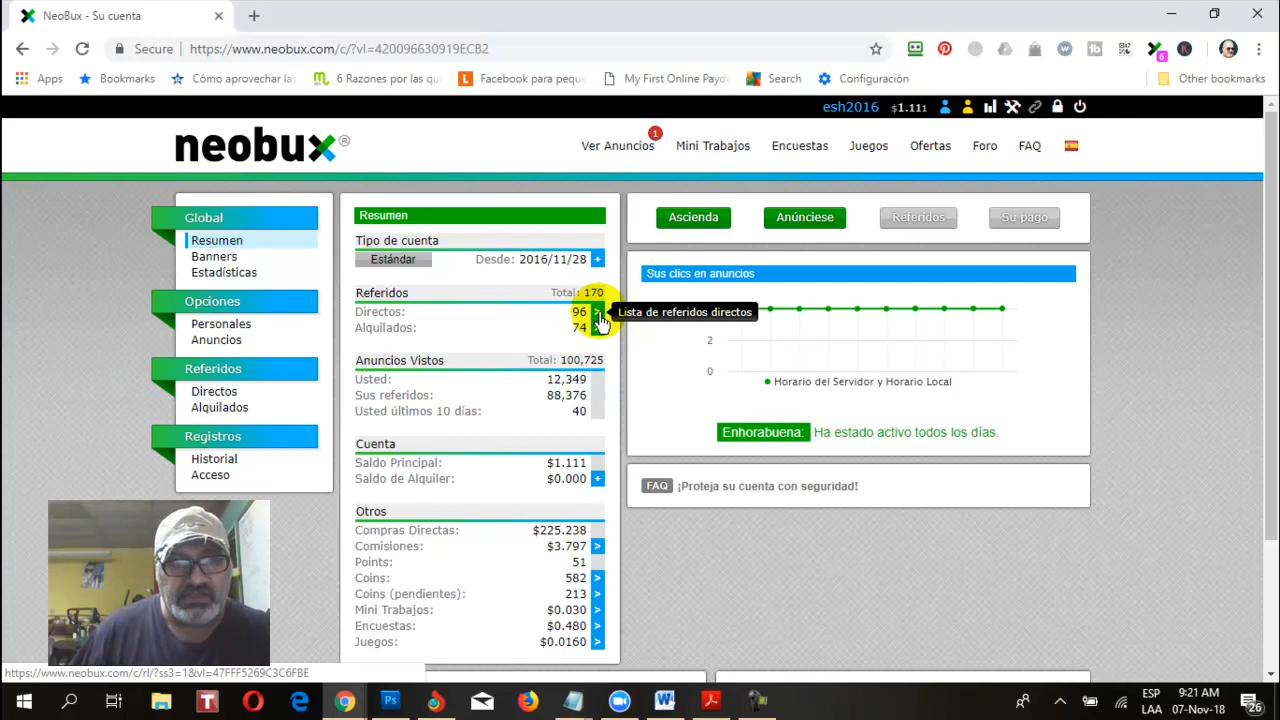 NeoBux - Su cuenta
Secure https://www.neobux.com/c/?vl=420096630919ECB2
6
Apps Bookmarks Cómo aprovechar las 6 Razones por las qu Facebook para peque My First Online Payda Search Configuración Other bookmarks
esh2016 $1.111
neobux®
1
Ver Anuncios Mini Trabajos Encuestas Juegos Ofertas Foro FAQ
Global
Resumen
Banners
Estadísticas
Opciones
Personales
Anuncios
Referidos
Directos
Alquilados
Registros
Historial
Acceso
Resumen
Tipo de cuenta
Estándar Desde: 2016/11/28 +
Referidos Total: 170
Directos: 96
Alquilados: 74
Anuncios Vistos Total: 100,725
Usted: 12,349
Sus referidos: 88,376
Usted últimos 10 días: 40
Cuenta
Saldo Principal: $1.111
Saldo de Alquiler: $0.000 +
Otros
Compras Directas: $225.238
Comisiones: $3.797 >
Points: 51
Coins: 582 >
Coins (pendientes): 213 >
Mini Trabajos: $0.030 >
Encuestas: $0.480 >
Juegos: $0.0160 >
Lista de referidos directos
Ascienda Anúnciese Referidos Su pago
Sus clics en anuncios
2
0
Horario del Servidor y Horario Local
Enhorabuena: Ha estado activo todos los días.
FAQ ¡Proteja su cuenta con seguridad!
https://www.neobux.com/c/rl/?ss3=1&vl=47FFF5269C3C6FBE
ESP 9:21 AM
LAA 07-Nov-18
26